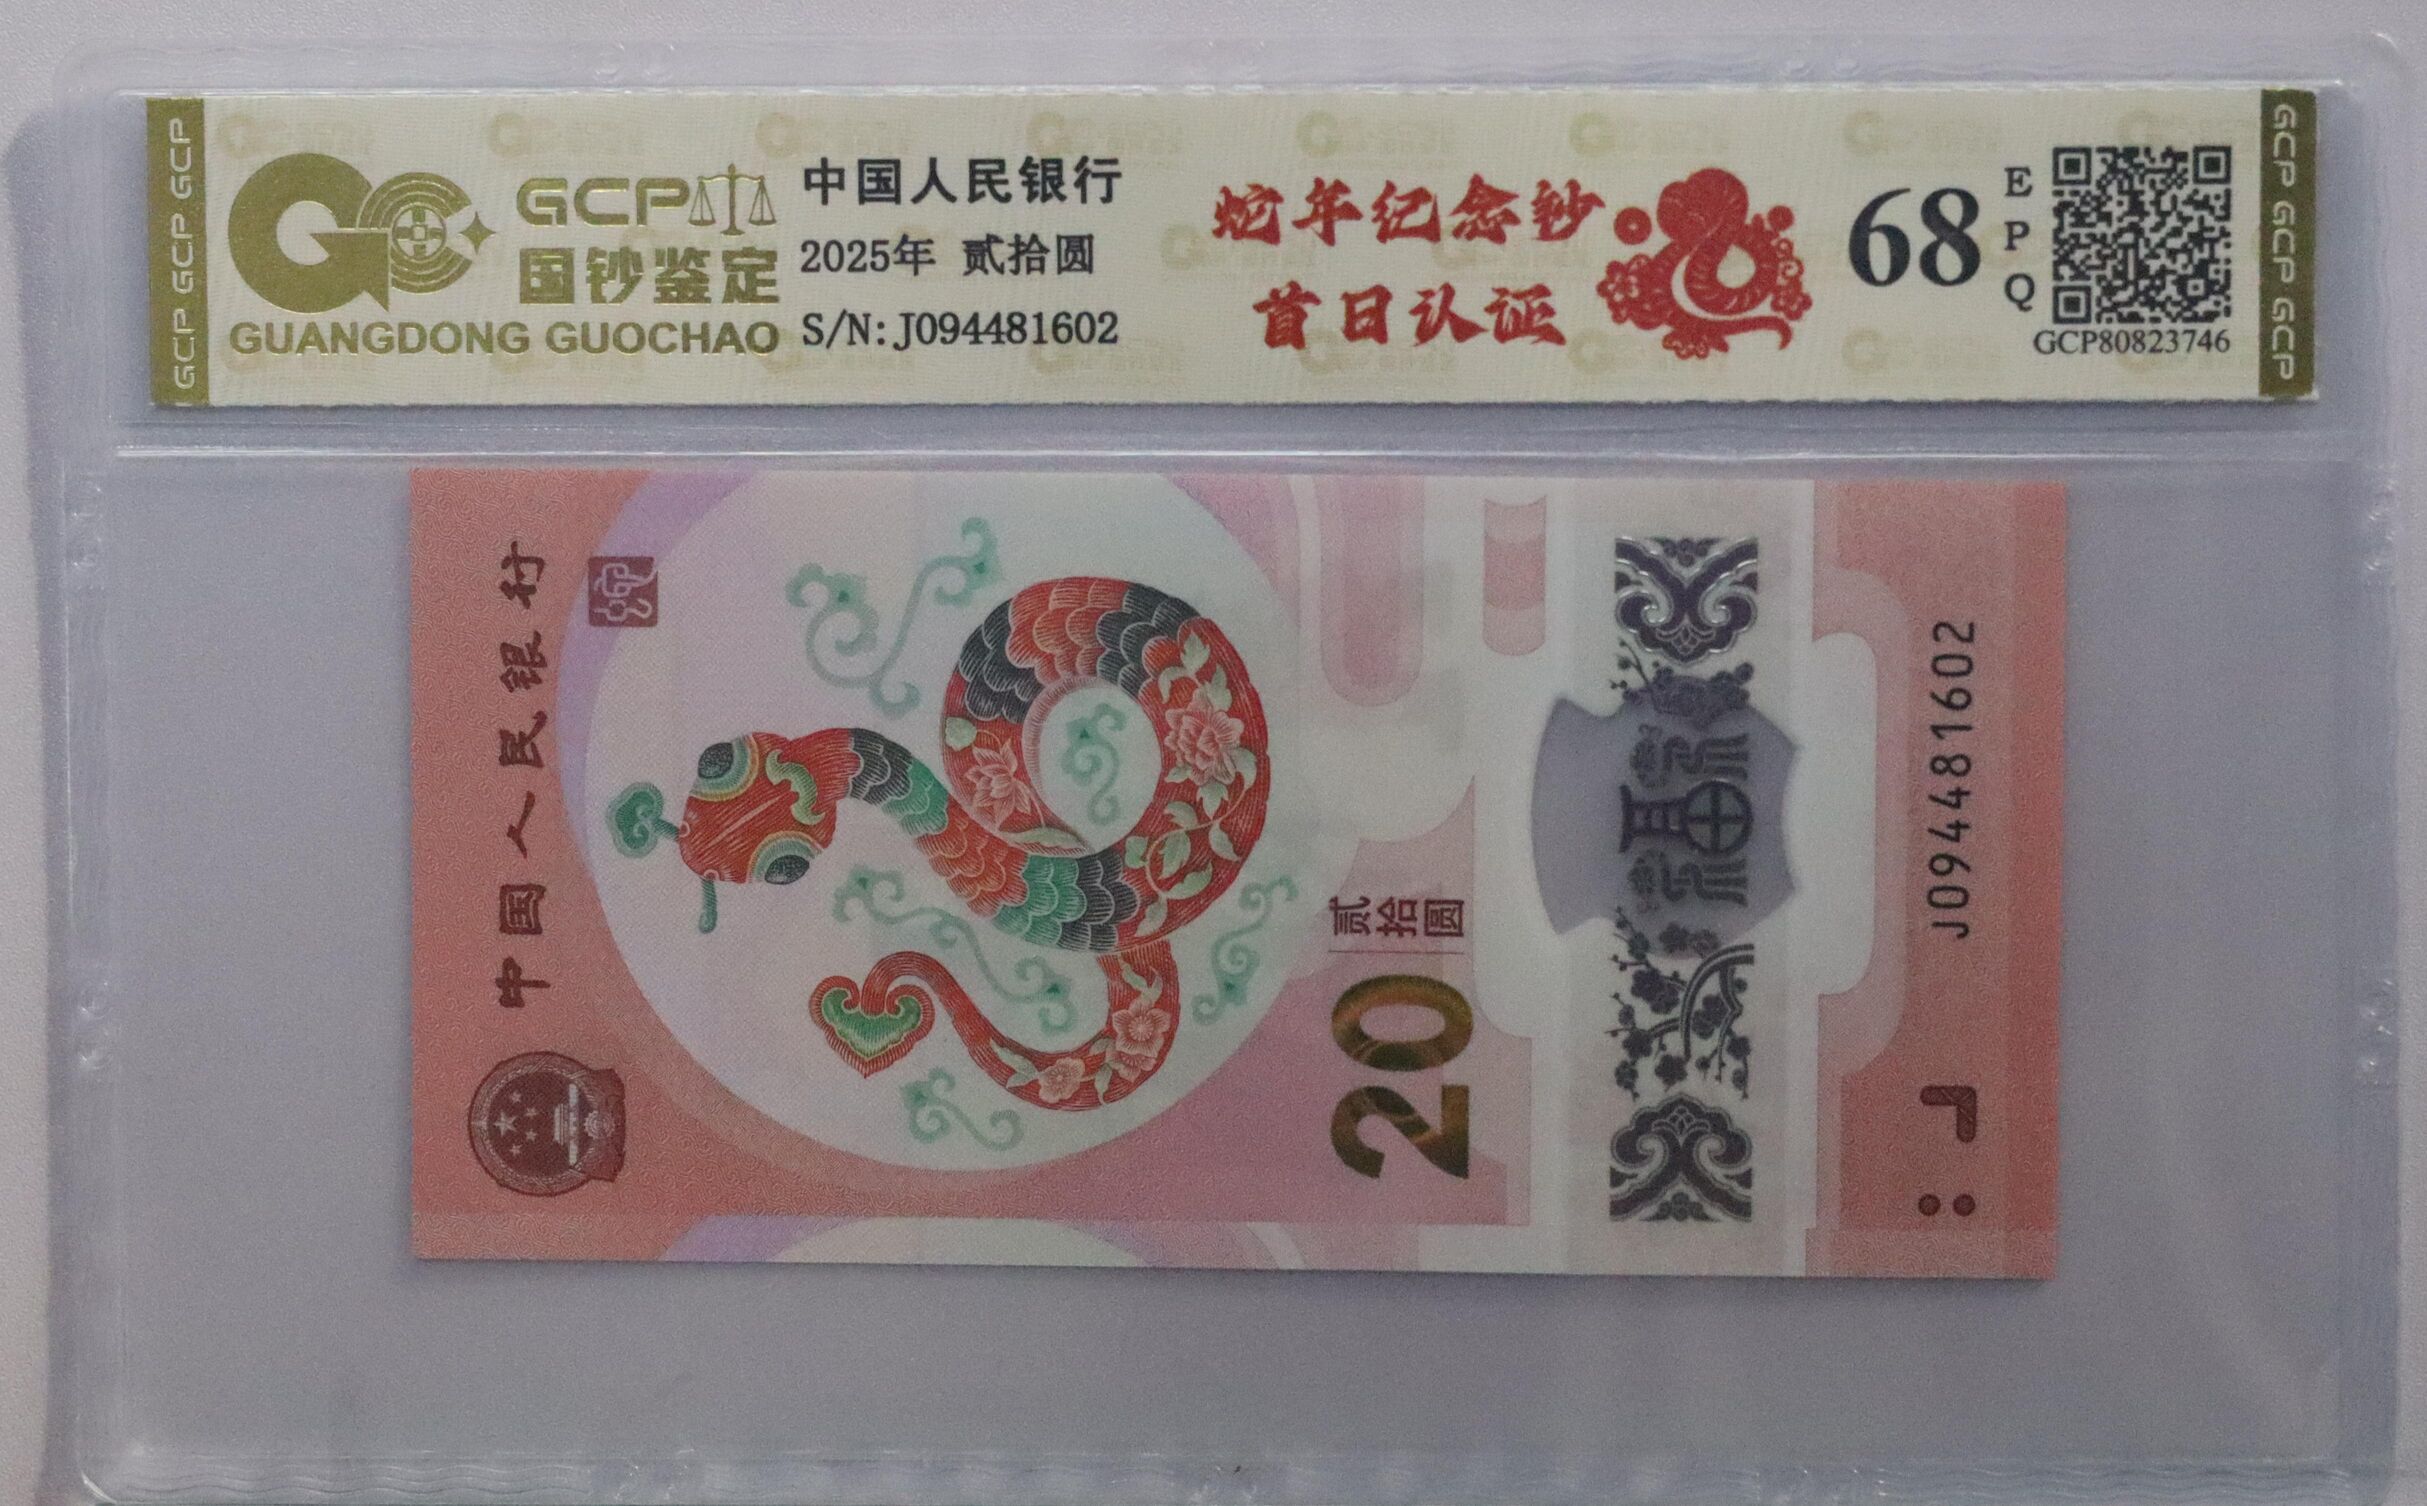 GCP GCP GCP
GCP
国钞鉴定
GUANGDONG GUOCHAO
中国人民银行
2025年 贰拾圆
S/N:J094481602
蛇年纪念钞
首日认证
68
EPQ
GCP80823746
GCP GCP GCP
中国人民银行
20
贰拾圆
J094481602